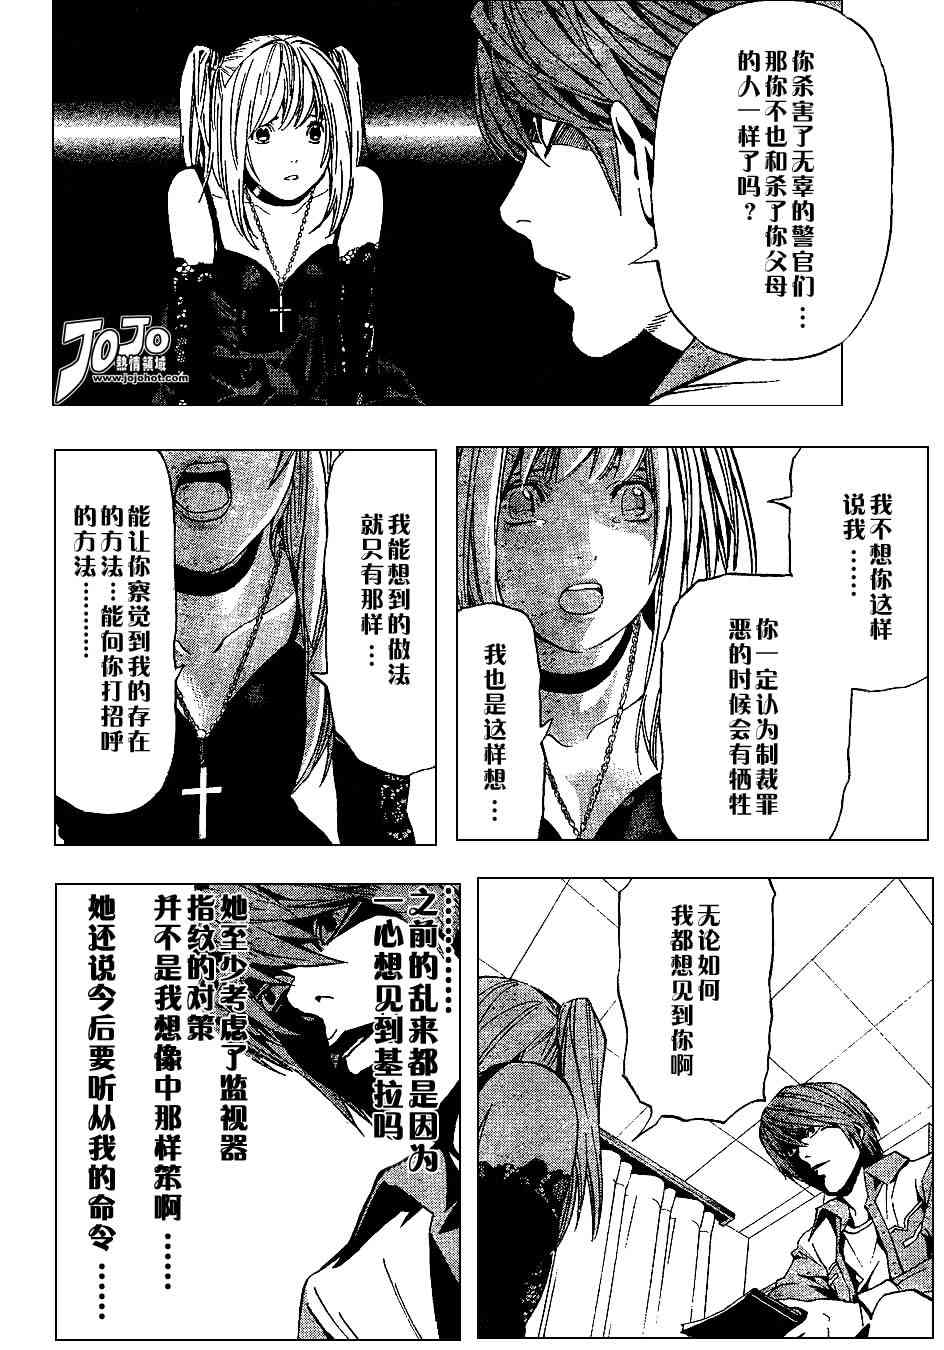 你杀害了无辜的警官们…
那你不也和杀了你父母
的人一样了吗？
JOJO
熱情領域
www.jojohot.com
我不想你这样
说我……
你一定认为制裁罪
恶的时候会有牺牲
我也是这样想…
我能想到的做法
就只有那样…
能让你察觉到我的存在
的方法…能向你打招呼
的方法…………
无论如何
我都想见到你啊
……………
之前的乱来都是因为
一心想见到基拉吗
她至少考虑了监视器
指纹的对策
并不是我想像中那样笨啊……
她还说今后要听从我的命令……